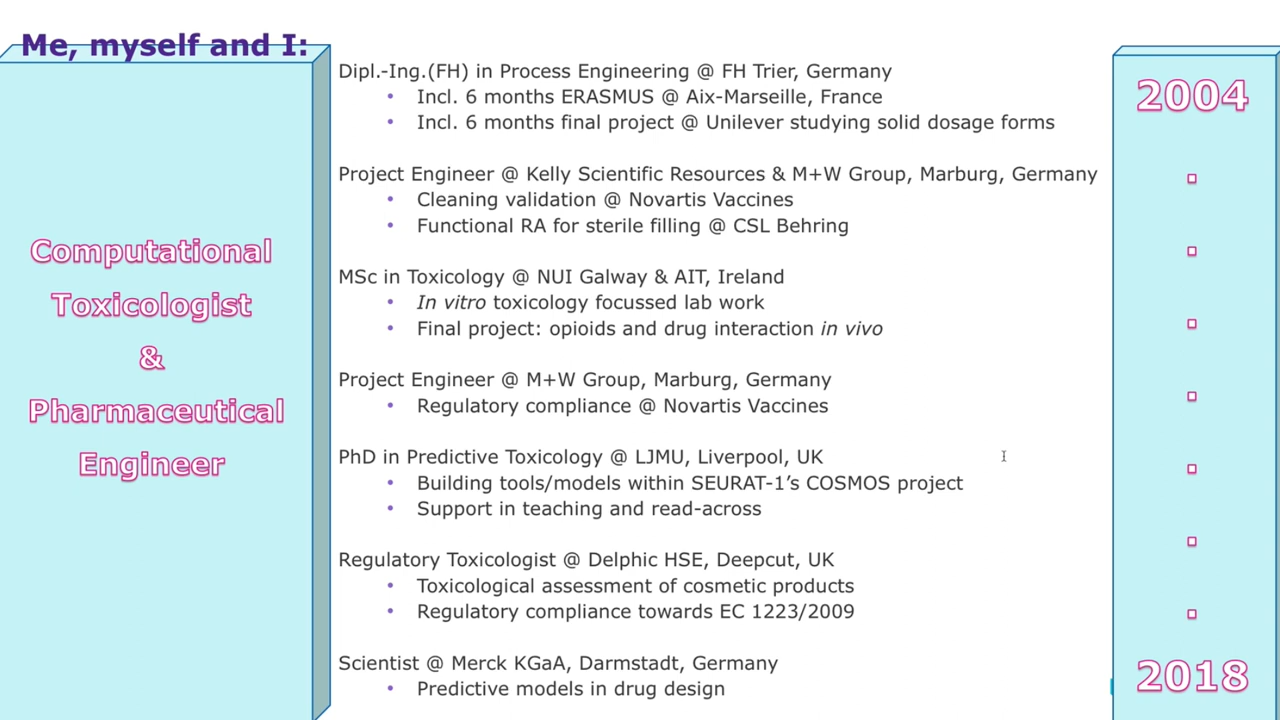 Me, myself and I:
Computational
Toxicologist
&
Pharmaceutical
Engineer
Dipl.-Ing.(FH) in Process Engineering @ FH Trier, Germany
• Incl. 6 months ERASMUS @ Aix-Marseille, France
• Incl. 6 months final project @ Unilever studying solid dosage forms
Project Engineer @ Kelly Scientific Resources & M+W Group, Marburg, Germany
• Cleaning validation @ Novartis Vaccines
• Functional RA for sterile filling @ CSL Behring
MSc in Toxicology @ NUI Galway & AIT, Ireland
• In vitro toxicology focussed lab work
• Final project: opioids and drug interaction in vivo
Project Engineer @ M+W Group, Marburg, Germany
• Regulatory compliance @ Novartis Vaccines
PhD in Predictive Toxicology @ LJMU, Liverpool, UK
• Building tools/models within SEURAT-1’s COSMOS project
• Support in teaching and read-across
Regulatory Toxicologist @ Delphic HSE, Deepcut, UK
• Toxicological assessment of cosmetic products
• Regulatory compliance towards EC 1223/2009
Scientist @ Merck KGaA, Darmstadt, Germany
• Predictive models in drug design
2004
.
.
.
.
.
.
.
2018